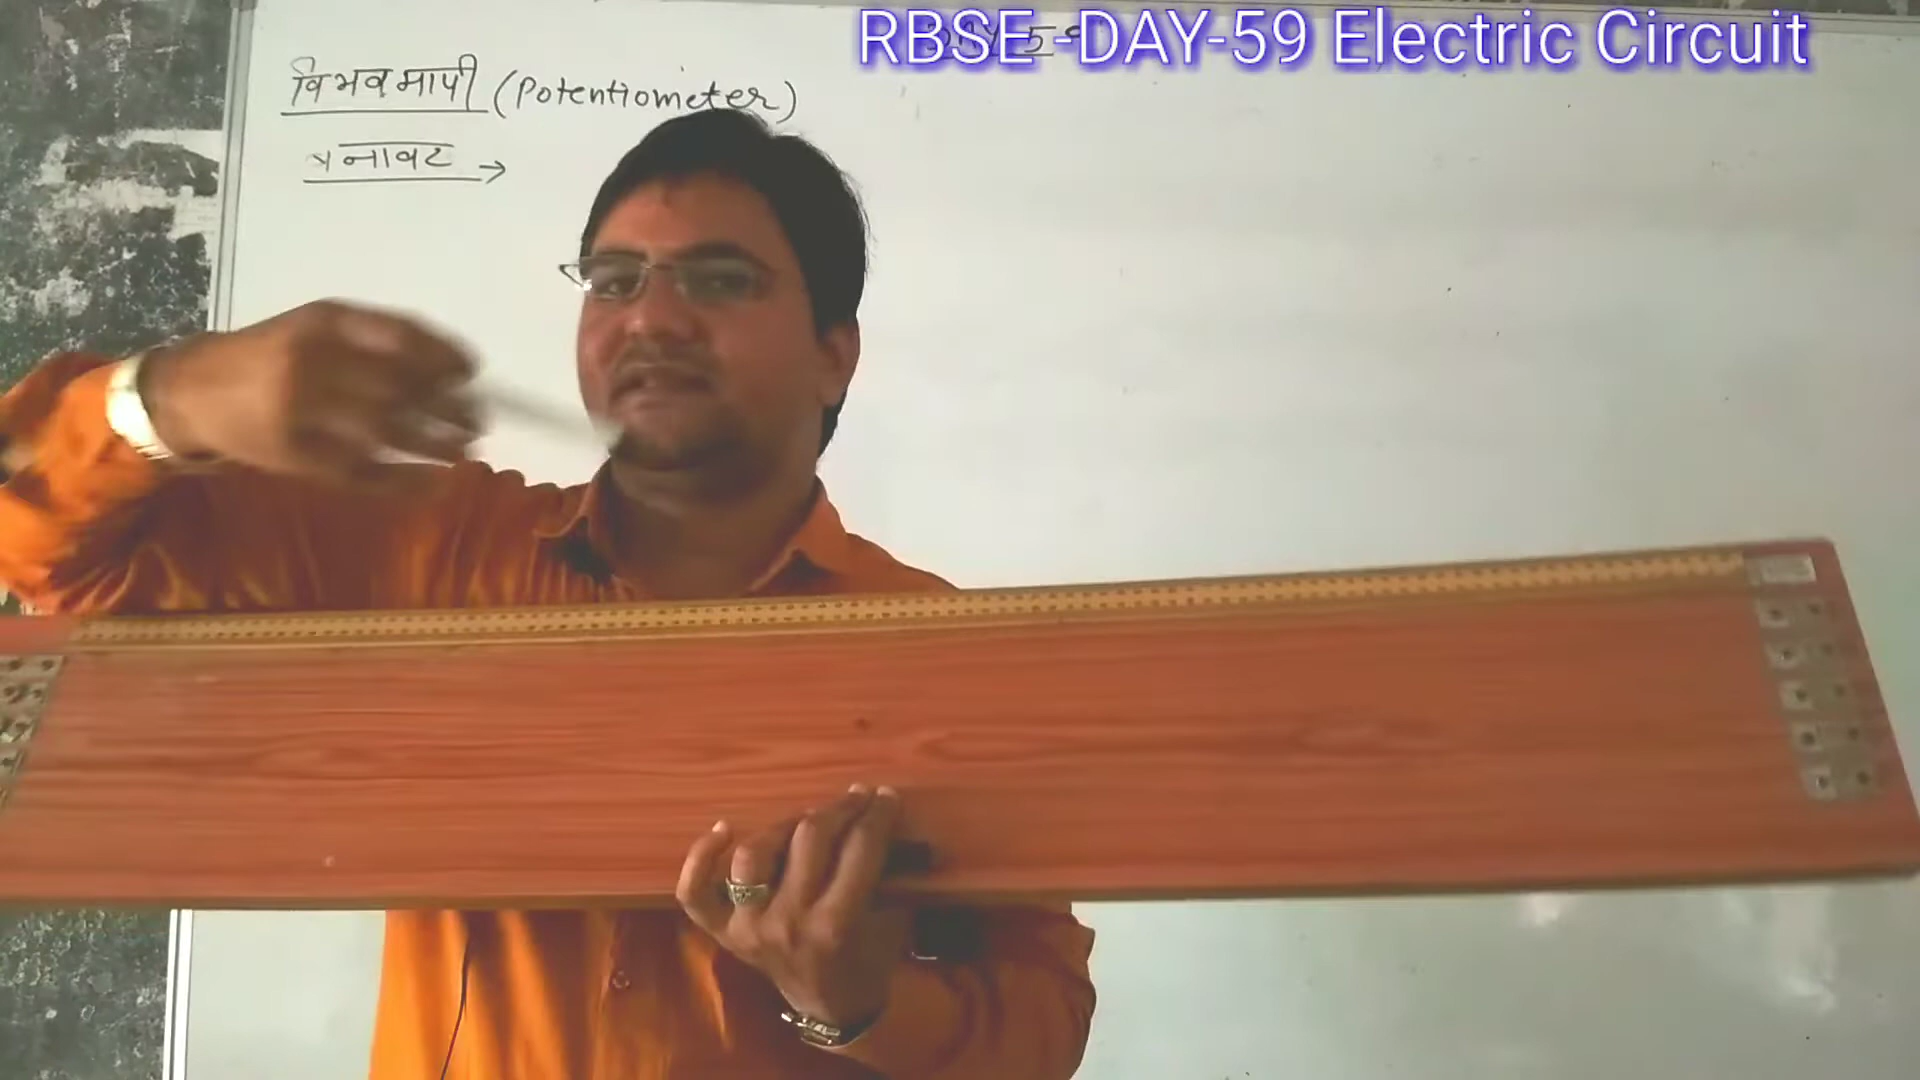 RBSE -DAY-59 Electric Circuit
विभवमापी (Potentiometer)
बनावट →